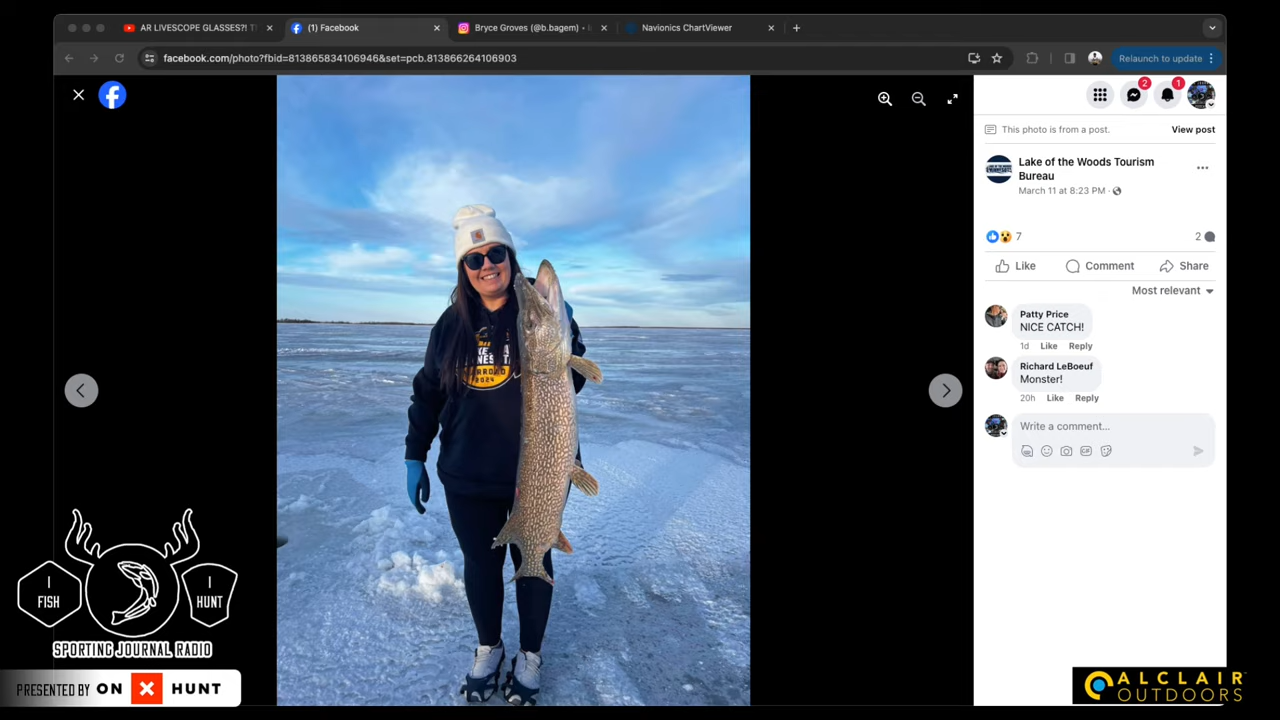 AR LIVESCOPE GLASSES?! T
(1) Facebook
Bryce Groves (@b.bagem) •
Navionics ChartViewer
facebook.com/photo?fbid=813865834106946&set=pcb.813866264106903
Relaunch to update
2
1
This photo is from a post.
View post
Lake of the Woods Tourism
Bureau
March 11 at 8:23 PM ·
7
2
Like
Comment
Share
Most relevant
Patty Price
NICE CATCH!
1d Like Reply
Richard LeBoeuf
Monster!
20h Like Reply
Write a comment...
2024
I FISH
I HUNT
SPORTING JOURNAL RADIO
PRESENTED BY ON X HUNT
ALCLAIR
OUTDOORS